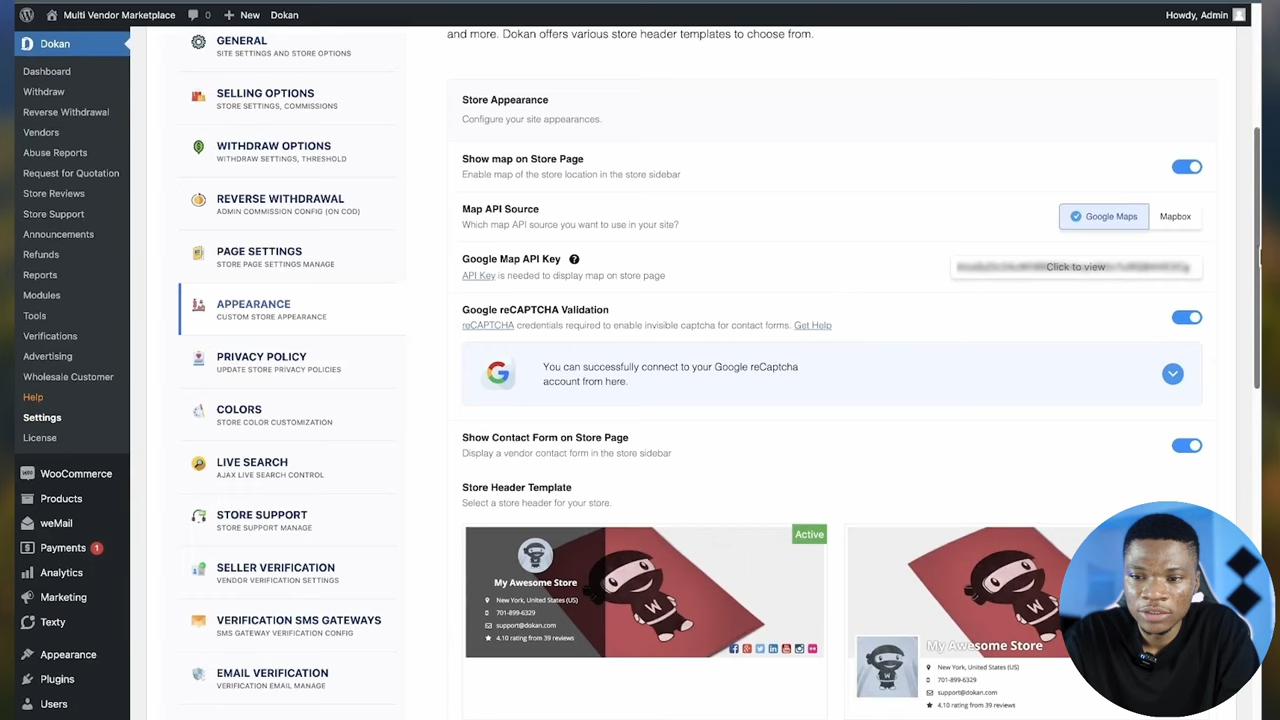 Multi Vendor Marketplace
0
New
Dokan
Howdy, Admin
Dokan
Dashboard
Withdraw
Reverse Withdrawal
Vendors
Abuse Reports
Request for Quotation
Store Reviews
Store Support
Announcements
Refunds
Reports
Modules
Tools
Verifications
Advertising
Wholesale Customer
Help
Settings
License
WooCommerce
Products
weMail
Payments 1
Analytics
Marketing
Texty
Appearance
Plugins
Users
GENERAL
SITE SETTINGS AND STORE OPTIONS
SELLING OPTIONS
STORE SETTINGS, COMMISSIONS
WITHDRAW OPTIONS
WITHDRAW SETTINGS, THRESHOLD
REVERSE WITHDRAWAL
ADMIN COMMISSION CONFIG (ON COD)
PAGE SETTINGS
STORE PAGE SETTINGS MANAGE
APPEARANCE
CUSTOM STORE APPEARANCE
PRIVACY POLICY
UPDATE STORE PRIVACY POLICIES
COLORS
STORE COLOR CUSTOMIZATION
LIVE SEARCH
AJAX LIVE SEARCH CONTROL
STORE SUPPORT
STORE SUPPORT MANAGE
SELLER VERIFICATION
VENDOR VERIFICATION SETTINGS
VERIFICATION SMS GATEWAYS
SMS GATEWAY VERIFICATION CONFIG
EMAIL VERIFICATION
VERIFICATION EMAIL MANAGE
and more. Dokan offers various store header templates to choose from.
Store Appearance
Configure your site appearances.
Show map on Store Page
Enable map of the store location in the store sidebar
Map API Source
Which map API source you want to use in your site?
Google Maps
Mapbox
Google Map API Key ?
API Key is needed to display map on store page
Click to view
Google reCAPTCHA Validation
reCAPTCHA credentials required to enable invisible captcha for contact forms. Get Help
You can successfully connect to your Google reCaptcha
account from here.
Show Contact Form on Store Page
Display a vendor contact form in the store sidebar
Store Header Template
Select a store header for your store.
Active
My Awesome Store
New York, United States (US)
701-899-6329
support@dokan.com
4.10 rating from 39 reviews
W
My Awesome Store
New York, United States (US)
701-899-6329
support@dokan.com
4.10 rating from 39 reviews
W